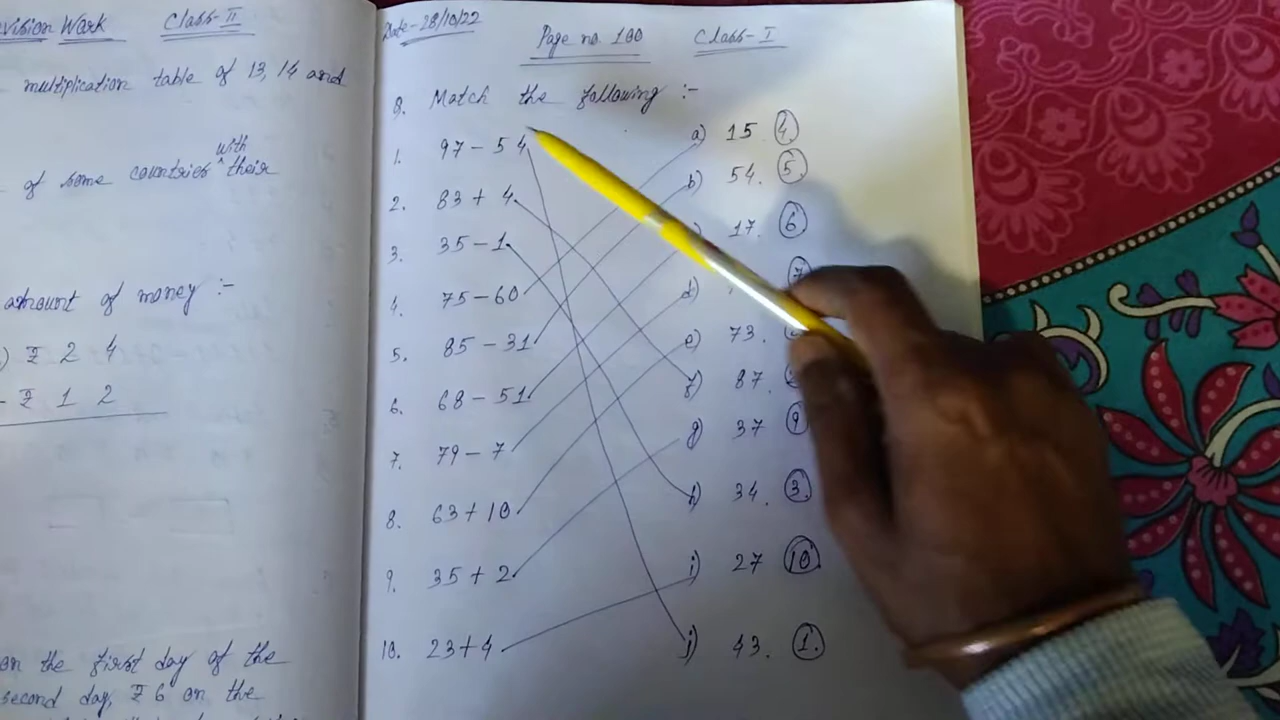 vision Work Class-II
multiplication table of 13, 14 and
with
of some countries ^ their
amount of money :-
) ₹ 2 4
- ₹ 1 2
on the first day of the
second day, ₹ 6 on the
Date-28/10/22
Page no. 100 Class-I
8. Match the following :-
1. 97 - 54 a) 15 4.
2. 83 + 4 b) 54. 5.
3. 35 - 1 17. 6
4. 75 - 60 d) 7
5. 85 - 31 e) 73.
6. 68 - 51 f) 87.
7. 79 - 7 g) 37 9
8. 63 + 10 h) 34. 3.
9. 35 + 2 i) 27 10.
10. 23 + 4 j) 43. 1.